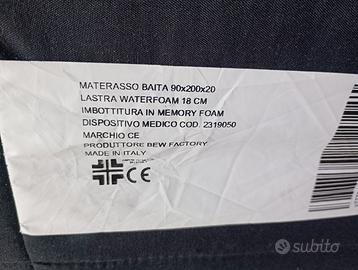 MATERASSO BAITA 90x200x20
LASTRA WATERFOAM 18 CM
IMBOTTITURA IN MEMORY FOAM
DISPOSITIVO MEDICO COD. 2319050
MARCHIO CE
PRODUTTORE BEW FACTORY
MADE IN ITALY
CE
subito